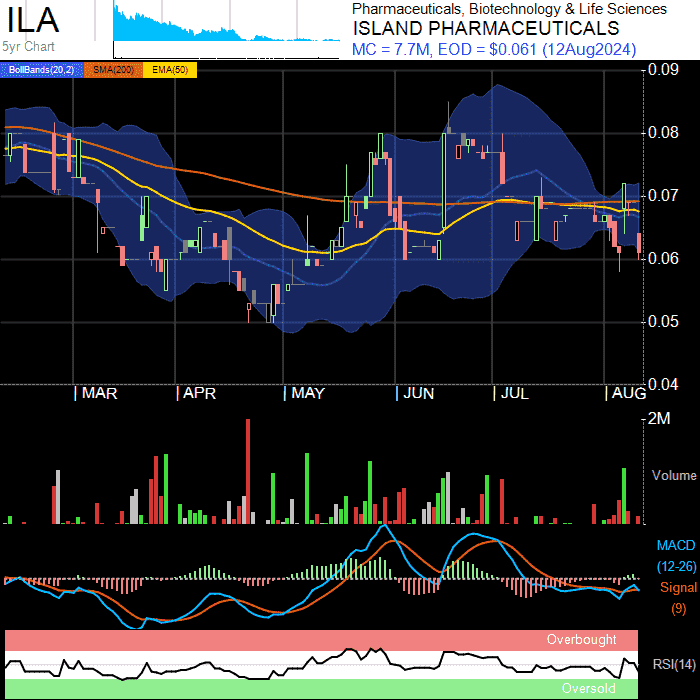 ILA
5yr Chart
Pharmaceuticals, Biotechnology & Life Sciences
ISLAND PHARMACEUTICALS
MC = 7.7M, EOD = $0.061 (12Aug2024)
BollBands(20,2) SMA(200) EMA(50)
0.09
0.08
0.07
0.06
0.05
0.04
MAR APR MAY JUN JUL AUG
2M
Volume
MACD
(12-26)
Signal
(9)
Overbought
RSI(14)
Oversold